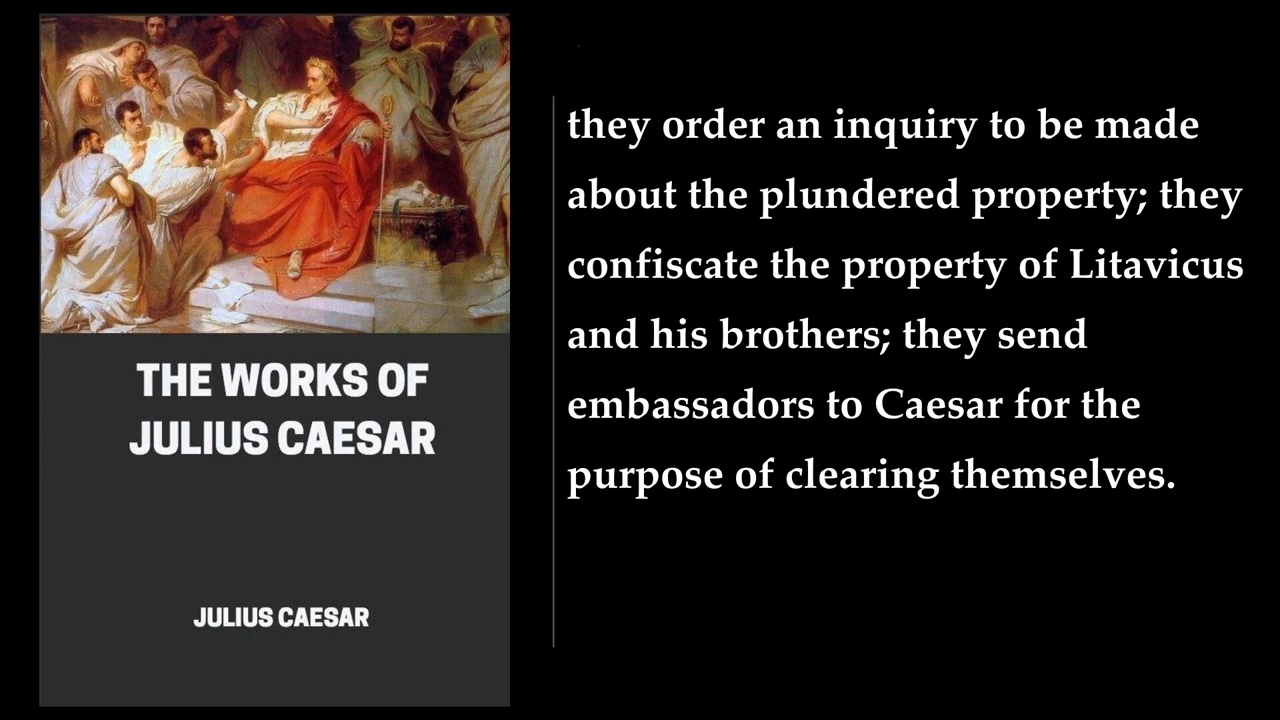 THE WORKS OF
JULIUS CAESAR
JULIUS CAESAR
they order an inquiry to be made
about the plundered property; they
confiscate the property of Litavicus
and his brothers; they send
embassadors to Caesar for the
purpose of clearing themselves.